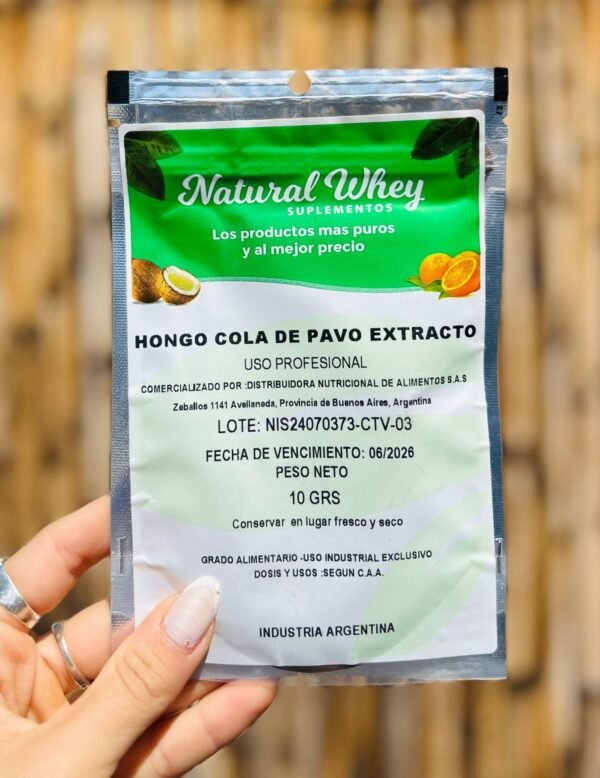 Natural Whey
SUPLEMENTOS
Los productos mas puros
y al mejor precio
HONGO COLA DE PAVO EXTRACTO
USO PROFESIONAL
COMERCIALIZADO POR :DISTRIBUIDORA NUTRICIONAL DE ALIMENTOS S.A.S
Zeballos 1141 Avellaneda, Provincia de Buenos Aires, Argentina
LOTE: NIS24070373-CTV-03
FECHA DE VENCIMIENTO: 06/2026
PESO NETO
10 GRS
Conservar en lugar fresco y seco
GRADO ALIMENTARIO -USO INDUSTRIAL EXCLUSIVO
DOSIS Y USOS :SEGUN C.A.A.
INDUSTRIA ARGENTINA